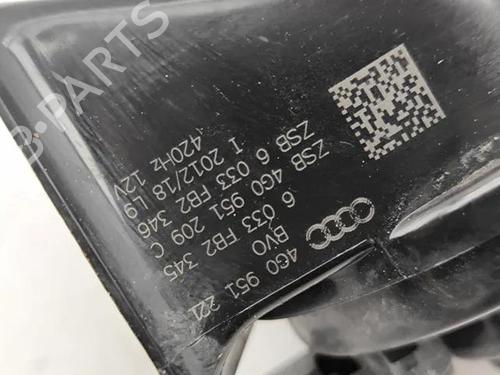 4G0 951 221
BVO
6 033 FB2 345
ZSB 4G0 951 209 C
ZSB 6 033 FB2 346
I 2012/18 L9
420Hz 12V
B-PARTS